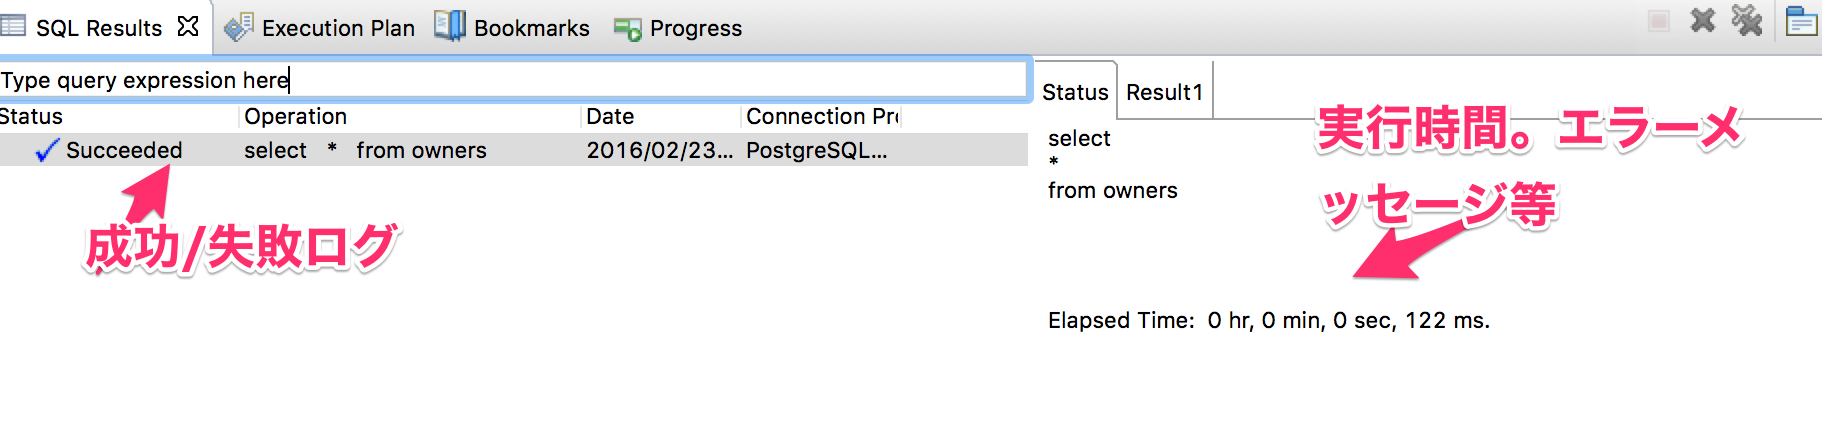 SQL Results Execution Plan Bookmarks Progress
Type query expression here
Status Operation Date Connection Pr
Succeeded select * from owners 2016/02/23... PostgreSQL...
成功/失敗ログ
Status Result1
select
*
from owners
実行時間。エラーメ
ッセージ等
Elapsed Time: 0 hr, 0 min, 0 sec, 122 ms.